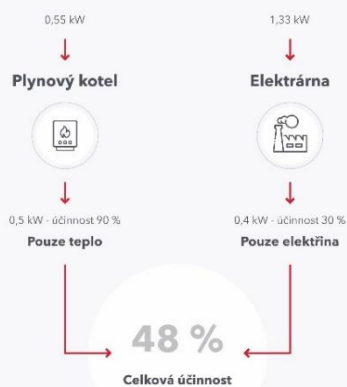 0,55 kW
1,33 kW
Plynový kotel
Elektrárna
0,5 kW - účinnost 90 %
0,4 kW - účinnost 30 %
Pouze teplo
Pouze elektřina
48 %
Celková účinnost